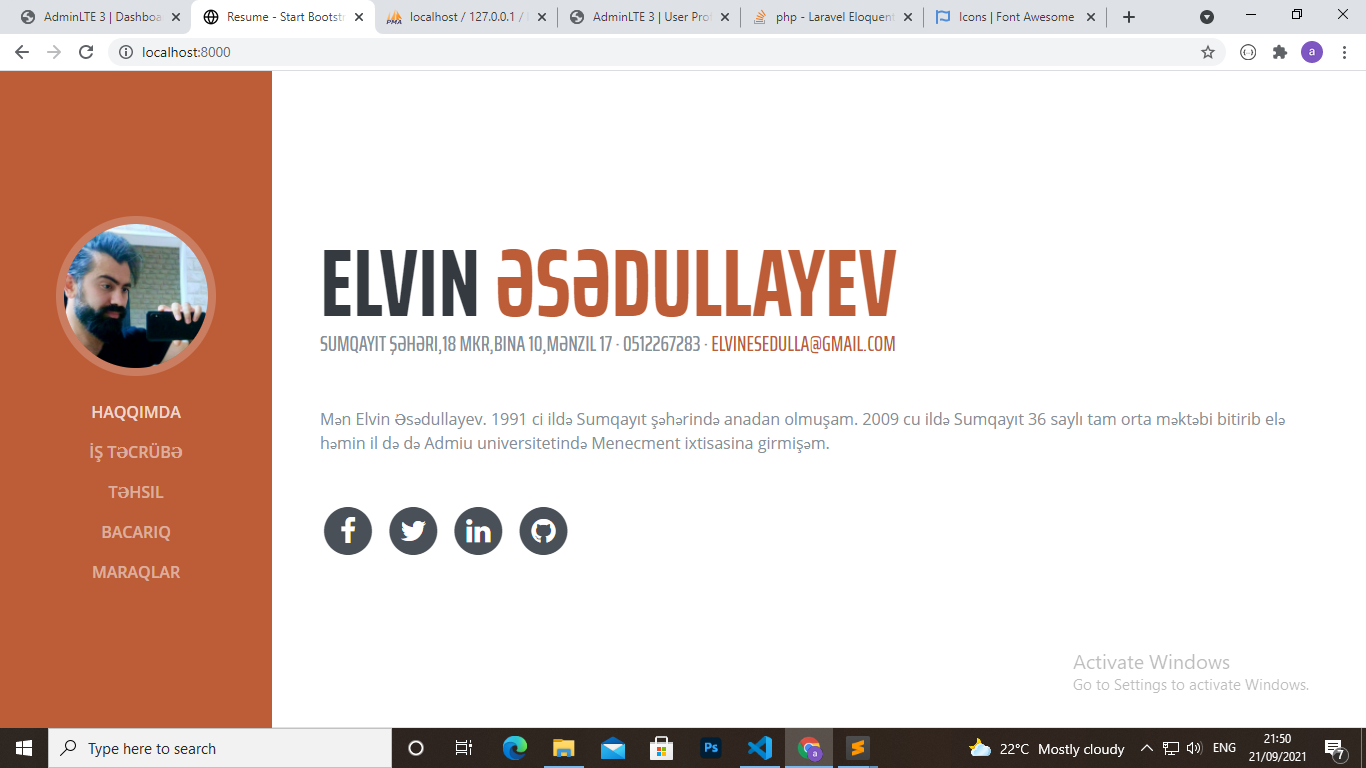 AdminLTE 3 | Dashboa
Resume - Start Bootstr
localhost / 127.0.0.1 /
AdminLTE 3 | User Prof
php - Laravel Eloquent
Icons | Font Awesome
localhost:8000
a
ELVIN ƏSƏDULLAYEV
SUMQAYIT ŞƏHƏRI,18 MKR,BINA 10,MƏNZIL 17 · 0512267283 · ELVINESEDULLA@GMAIL.COM
HAQQIMDA
İŞ TƏCRÜBƏ
TƏHSIL
BACARIQ
MARAQLAR
Mən Elvin Əsədullayev. 1991 ci ildə Sumqayıt şəhərində anadan olmuşam. 2009 cu ildə Sumqayıt 36 saylı tam orta məktəbi bitirib elə
həmin il də də Admiu universitetində Menecment ixtisasina girmişəm.
Activate Windows
Go to Settings to activate Windows.
Type here to search
Ps
a
22°C Mostly cloudy
ENG
21:50
21/09/2021
7